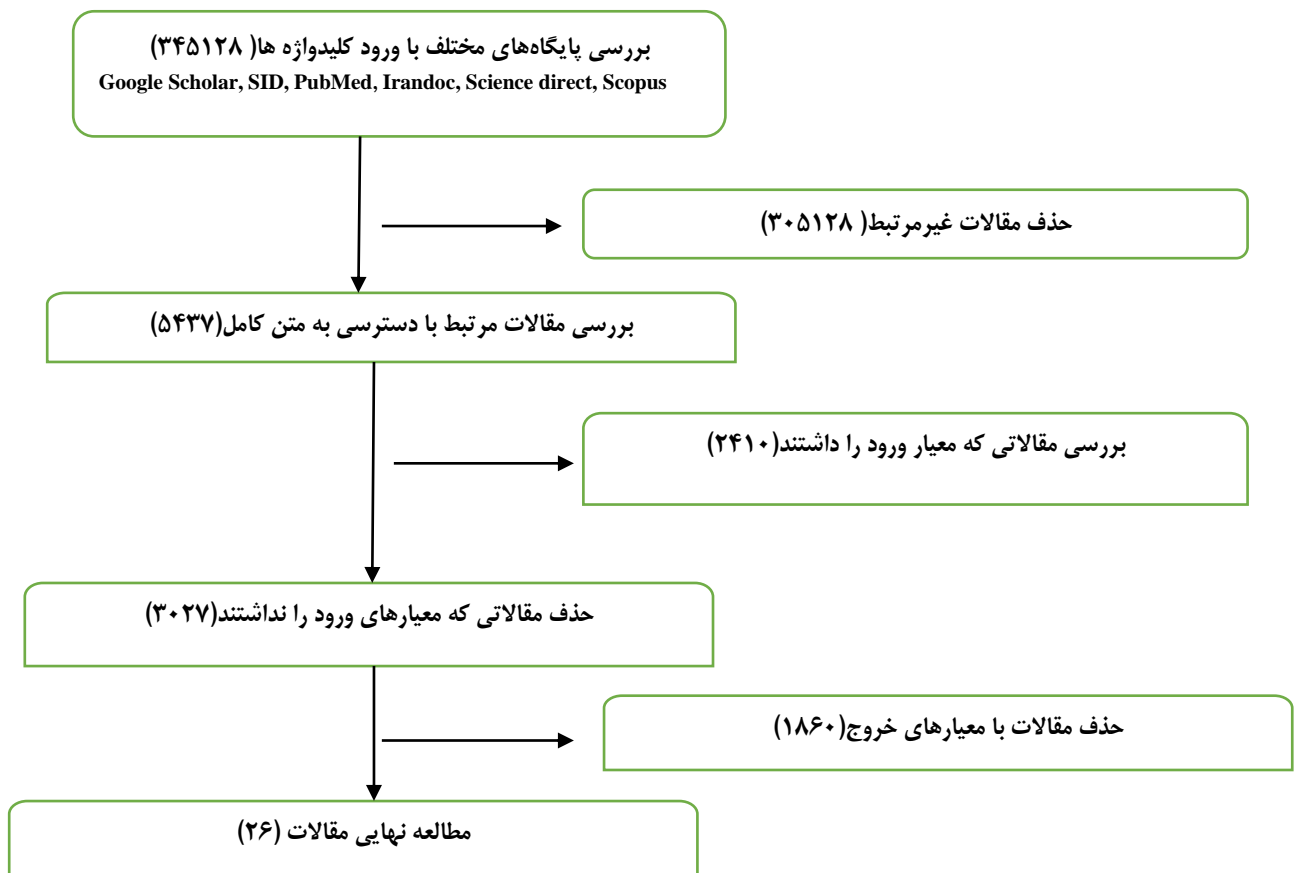 بررسی پایگاه‌های مختلف با ورود کلیدواژه ها( ۳۴۵۱۲۸)
Google Scholar, SID, PubMed, Irandoc, Science direct, Scopus
حذف مقالات غیرمرتبط( ۳۰۵۱۲۸)
بررسی مقالات مرتبط با دسترسی به متن کامل(۵۴۳۷)
بررسی مقالاتی که معیار ورود را داشتند(۲۴۱۰)
حذف مقالاتی که معیارهای ورود را نداشتند(۳۰۲۷)
حذف مقالات با معیارهای خروج(۱۸۶۰)
مطالعه نهایی مقالات (۲۶)